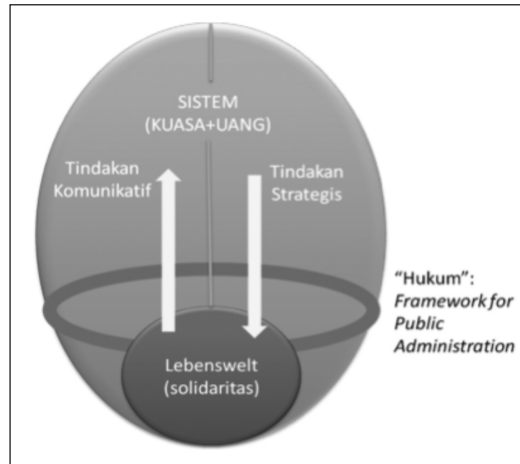 SISTEM
(KUASA+UANG)
Tindakan
Komunikatif
Tindakan
Strategis
"Hukum":
Framework for
Public
Administration
Lebenswelt
(solidaritas)